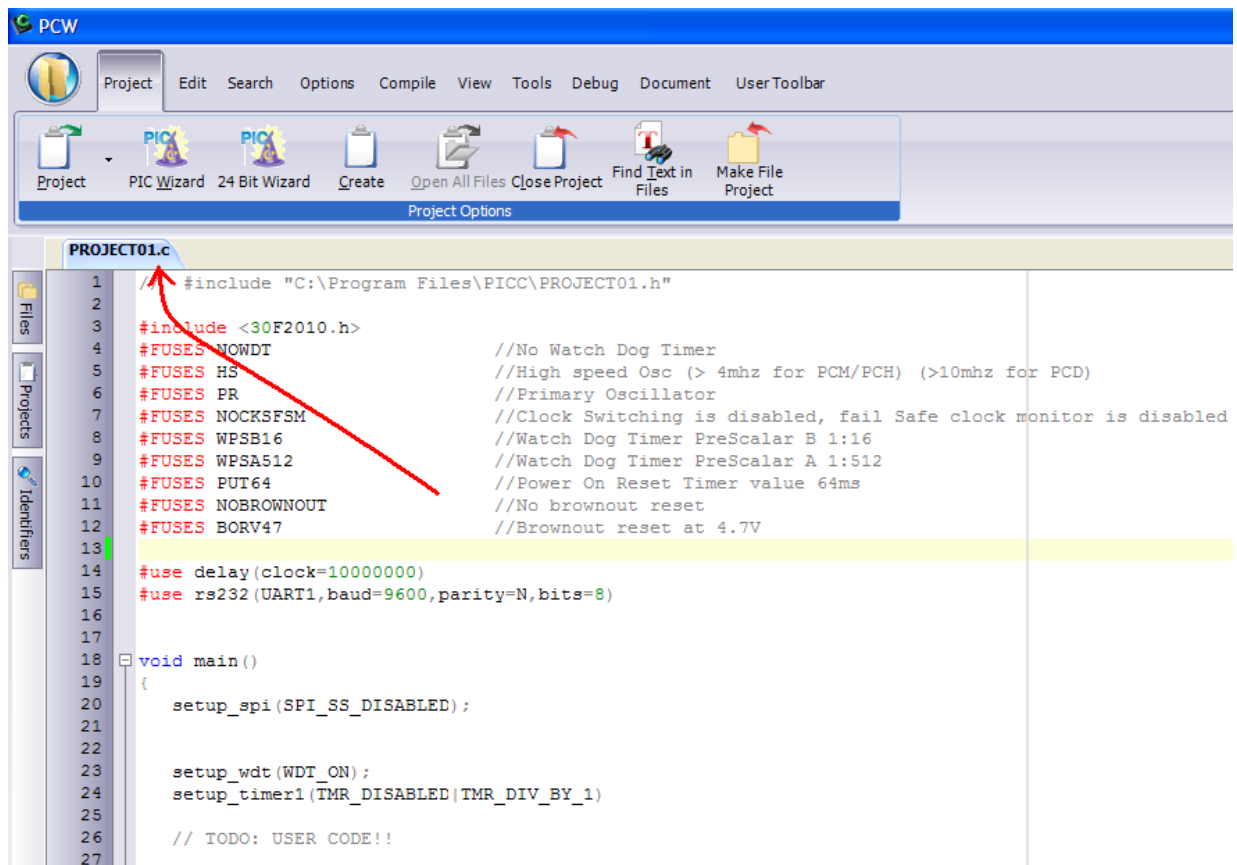 PCW
Project Edit Search Options Compile View Tools Debug Document User Toolbar
Project PIC Wizard 24 Bit Wizard Create Open All Files Close Project Find Text in Files Make File Project
Project Options
PROJECT01.c
Files
Projects
Identifiers
1 // #include "C:\Program Files\PICC\PROJECT01.h"
2
3 #include <30F2010.h>
4 #FUSES NOWDT //No Watch Dog Timer
5 #FUSES HS //High speed Osc (> 4mhz for PCM/PCH) (>10mhz for PCD)
6 #FUSES PR //Primary Oscillator
7 #FUSES NOCKSFSM //Clock Switching is disabled, fail Safe clock monitor is disabled
8 #FUSES WPSB16 //Watch Dog Timer PreScalar B 1:16
9 #FUSES WPSA512 //Watch Dog Timer PreScalar A 1:512
10 #FUSES PUT64 //Power On Reset Timer value 64ms
11 #FUSES NOBROWNOUT //No brownout reset
12 #FUSES BORV47 //Brownout reset at 4.7V
13
14 #use delay(clock=10000000)
15 #use rs232(UART1,baud=9600,parity=N,bits=8)
16
17
18 void main()
19 {
20 setup_spi(SPI_SS_DISABLED);
21
22
23 setup_wdt(WDT_ON);
24 setup_timer1(TMR_DISABLED|TMR_DIV_BY_1)
25
26 // TODO: USER CODE!!
27